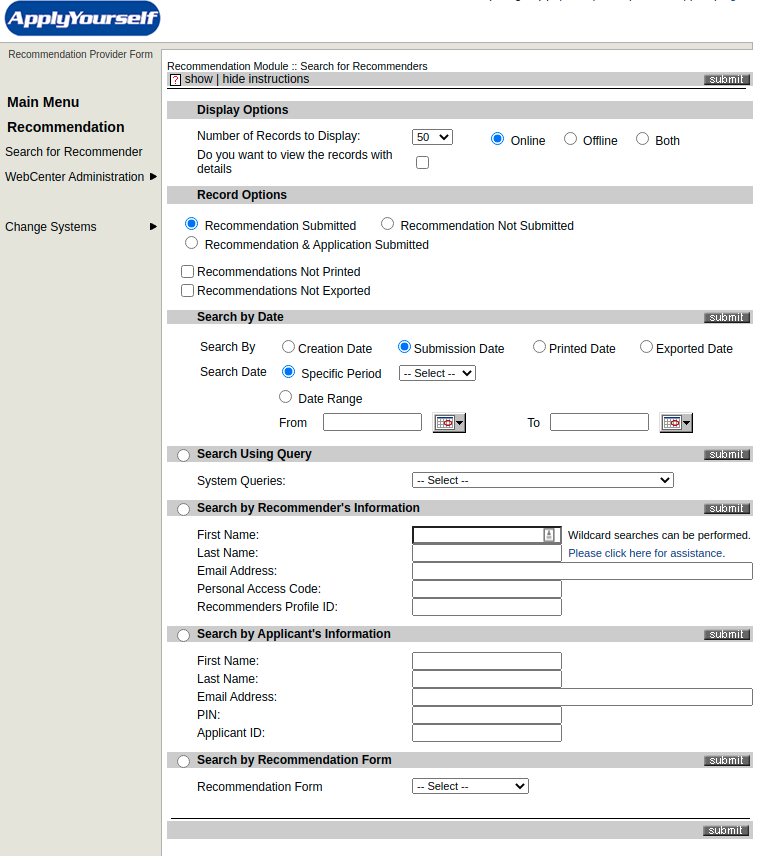 ApplyYourself
Recommendation Provider Form
Main Menu
Recommendation
Search for Recommender
WebCenter Administration
Change Systems
Recommendation Module :: Search for Recommenders
? show | hide instructions submit
Display Options
Number of Records to Display: 50 Online Offline Both
Do you want to view the records with
details
Record Options
Recommendation Submitted Recommendation Not Submitted
Recommendation & Application Submitted
Recommendations Not Printed
Recommendations Not Exported
Search by Date submit
Search By Creation Date Submission Date Printed Date Exported Date
Search Date Specific Period -- Select --
Date Range
From To
Search Using Query submit
System Queries: -- Select --
Search by Recommender's Information submit
First Name: Wildcard searches can be performed.
Last Name: Please click here for assistance.
Email Address:
Personal Access Code:
Recommenders Profile ID:
Search by Applicant's Information submit
First Name:
Last Name:
Email Address:
PIN:
Applicant ID:
Search by Recommendation Form submit
Recommendation Form -- Select --
submit